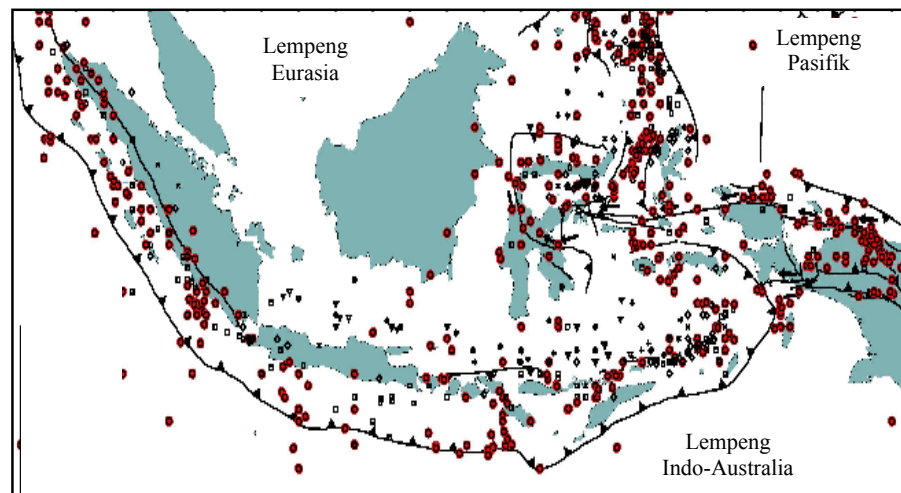 Lempeng
Eurasia
Lempeng
Pasifik
Lempeng
Indo-Australia